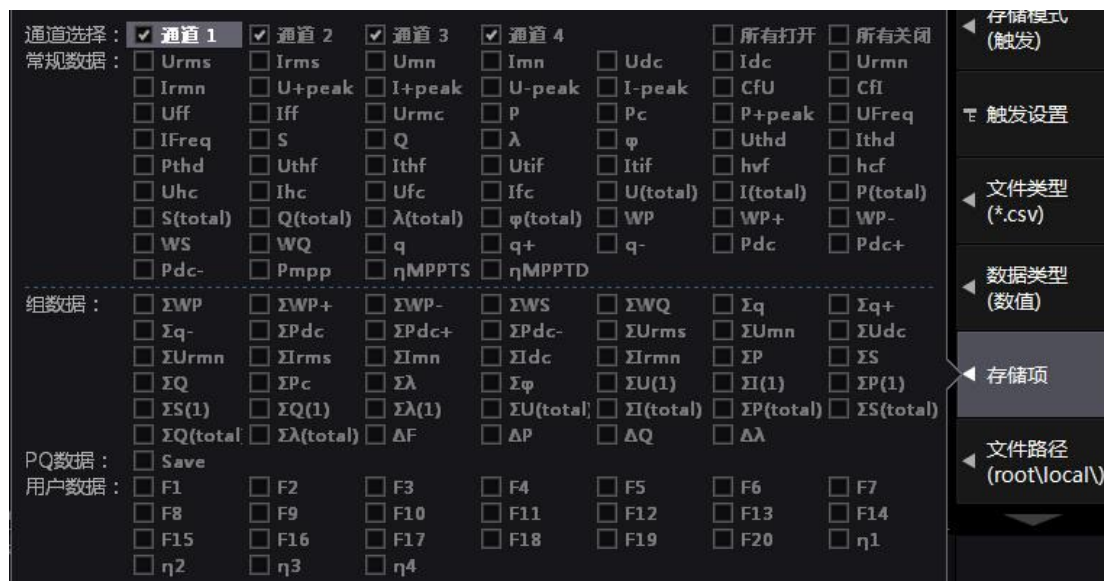 通道选择： 通道 1 通道 2 通道 3 通道 4 所有打开 所有关闭
常规数据： Urms Irms Umn Imn Udc Idc Urmn
Irmn U+peak I+peak U-peak I-peak CfU CfI
Uff Iff Urmc P Pc P+peak UFreq
IFreq S Q λ φ Uthd Ithd
Pthd Uthf Ithf Utif Itif hvf hcf
Uhc Ihc Ufc Ifc U(total) I(total) P(total)
S(total) Q(total) λ(total) φ(total) WP WP+ WP-
WS WQ q q+ q- Pdc Pdc+
Pdc- Pmpp ηMPPTS ηMPPTD
组数据： ΣWP ΣWP+ ΣWP- ΣWS ΣWQ Σq Σq+
Σq- ΣPdc ΣPdc+ ΣPdc- ΣUrms ΣUmn ΣUdc
ΣUrmn ΣIrms ΣImn ΣIdc ΣIrmn ΣP ΣS
ΣQ ΣPc Σλ Σφ ΣU(1) ΣI(1) ΣP(1)
ΣS(1) ΣQ(1) Σλ(1) ΣU(total) ΣI(total) ΣP(total) ΣS(total)
ΣQ(total Σλ(total) ΔF ΔP ΔQ Δλ
PQ数据： Save
用户数据： F1 F2 F3 F4 F5 F6 F7
F8 F9 F10 F11 F12 F13 F14
F15 F16 F17 F18 F19 F20 η1
η2 η3 η4
存储模式
(触发)
触发设置
文件类型
(*.csv)
数据类型
(数值)
存储项
文件路径
(root\local\)